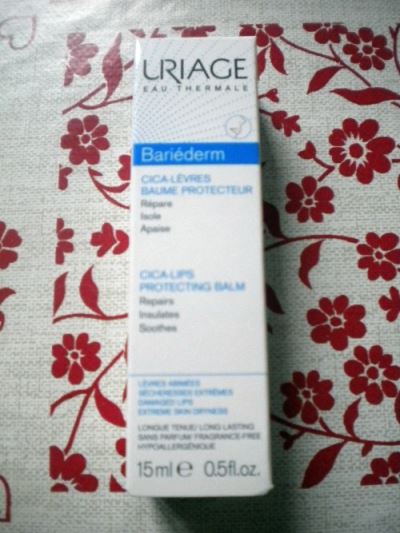 URIAGE
EAU THERMALE
Bariéderm
CICA-LÈVRES
BAUME PROTECTEUR
Répare
Isole
Apaise
CICA-LIPS
PROTECTING BALM
Repairs
Insulates
Soothes
LÈVRES ABIMÉES
SÉCHERESSES EXTRÊMES
DAMAGED LIPS
EXTREME SKIN DRYNESS
LONGUE TENUE/ LONG LASTING
SANS PARFUM/ FRAGRANCE-FREE
HYPOALLERGÉNIQUE
15ml ℮ 0.5fl.oz.